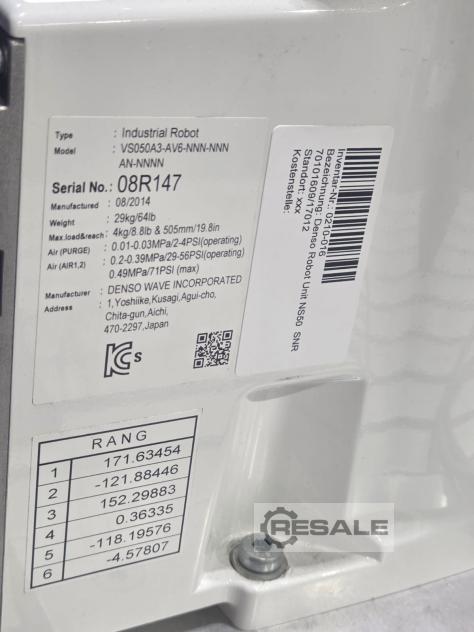 Type : Industrial Robot
Model : VS050A3-AV6-NNN-NNN
AN-NNNN
Serial No.: 08R147
Manufactured : 08/2014
Weight : 29kg/64lb
Max.load&reach : 4kg/8.8lb & 505mm/19.8in
Air (PURGE) : 0.01-0.03MPa/2-4PSI(operating)
Air (AIR1,2) : 0.2-0.39MPa/29-56PSI(operating)
0.49MPa/71PSI (max)
Manufacturer : DENSO WAVE INCORPORATED
Address : 1,Yoshiike,Kusagi,Agui-cho,
Chita-gun,Aichi,
470-2297,Japan
KC s
Inventar-Nr.: 0210-016
Bezeichnung: Denso Robot Unit NS50 SNR
70101609/17012
Standort: xxx
Kostenstelle:
RANG
1 171.63454
2 -121.88446
3 152.29883
4 0.36335
5 -118.19576
6 -4.57807
RESALE